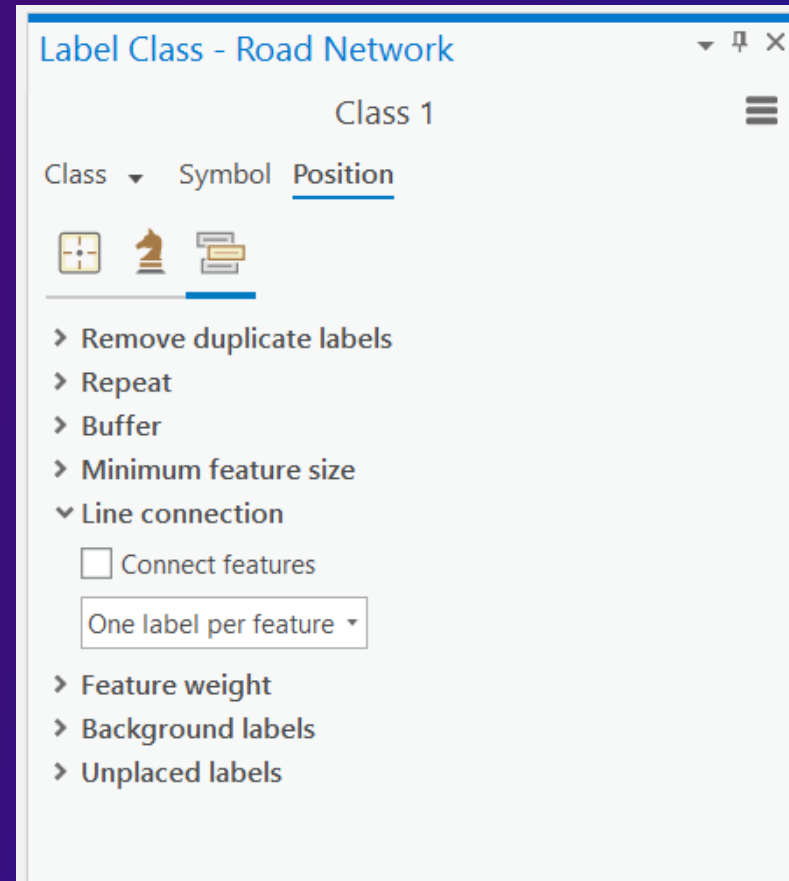 Label Class - Road Network
Class 1
Class Symbol Position
Remove duplicate labels
Repeat
Buffer
Minimum feature size
Line connection
Connect features
One label per feature
Feature weight
Background labels
Unplaced labels